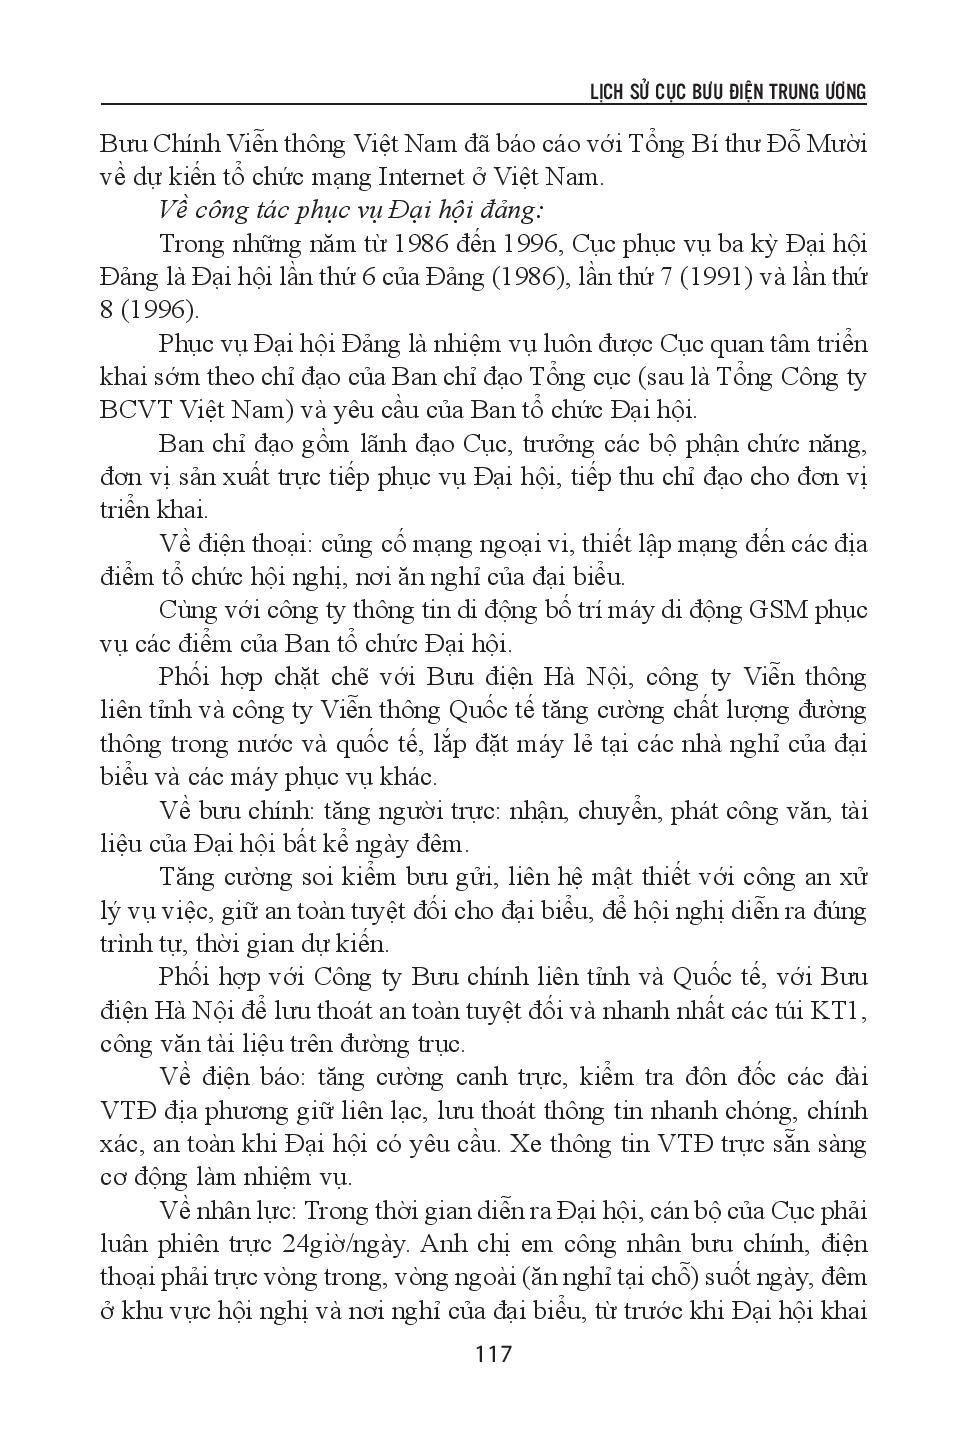 LỊCH SỬ CỤC BƯU ĐIỆN TRUNG ƯƠNG
Bưu Chính Viễn thông Việt Nam đã báo cáo với Tổng Bí thư Đỗ Mười
về dự kiến tổ chức mạng Internet ở Việt Nam.
Về công tác phục vụ Đại hội đảng:
Trong những năm từ 1986 đến 1996, Cục phục vụ ba kỳ Đại hội
Đảng là Đại hội lần thứ 6 của Đảng (1986), lần thứ 7 (1991) và lần thứ
8 (1996).
Phục vụ Đại hội Đảng là nhiệm vụ luôn được Cục quan tâm triển
khai sớm theo chỉ đạo của Ban chỉ đạo Tổng cục (sau là Tổng Công ty
BCVT Việt Nam) và yêu cầu của Ban tổ chức Đại hội.
Ban chỉ đạo gồm lãnh đạo Cục, trưởng các bộ phận chức năng,
đơn vị sản xuất trực tiếp phục vụ Đại hội, tiếp thu chỉ đạo cho đơn vị
triển khai.
Về điện thoại: củng cố mạng ngoại vi, thiết lập mạng đến các địa
điểm tổ chức hội nghị, nơi ăn nghỉ của đại biểu.
Cùng với công ty thông tin di động bố trí máy di động GSM phục
vụ các điểm của Ban tổ chức Đại hội.
Phối hợp chặt chẽ với Bưu điện Hà Nội, công ty Viễn thông
liên tỉnh và công ty Viễn thông Quốc tế tăng cường chất lượng đường
thông trong nước và quốc tế, lắp đặt máy lẻ tại các nhà nghỉ của đại
biểu và các máy phục vụ khác.
Về bưu chính: tăng người trực: nhận, chuyển, phát công văn, tài
liệu của Đại hội bất kể ngày đêm.
Tăng cường soi kiểm bưu gửi, liên hệ mật thiết với công an xử
lý vụ việc, giữ an toàn tuyệt đối cho đại biểu, để hội nghị diễn ra đúng
trình tự, thời gian dự kiến.
Phối hợp với Công ty Bưu chính liên tỉnh và Quốc tế, với Bưu
điện Hà Nội để lưu thoát an toàn tuyệt đối và nhanh nhất các túi KT1,
công văn tài liệu trên đường trục.
Về điện báo: tăng cường canh trực, kiểm tra đôn đốc các đài
VTĐ địa phương giữ liên lạc, lưu thoát thông tin nhanh chóng, chính
xác, an toàn khi Đại hội có yêu cầu. Xe thông tin VTĐ trực sẵn sàng
cơ động làm nhiệm vụ.
Về nhân lực: Trong thời gian diễn ra Đại hội, cán bộ của Cục phải
luân phiên trực 24giờ/ngày. Anh chị em công nhân bưu chính, điện
thoại phải trực vòng trong, vòng ngoài (ăn nghỉ tại chỗ) suốt ngày, đêm
ở khu vực hội nghị và nơi nghỉ của đại biểu, từ trước khi Đại hội khai
117